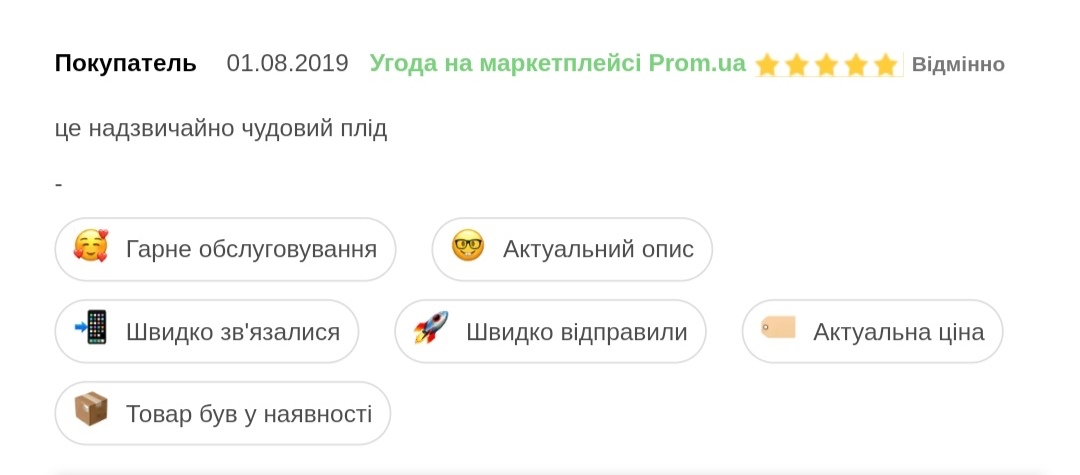 Покупатель 01.08.2019 Угода на маркетплейсі Prom.ua Відмінно
це надзвичайно чудовий плід
-
Гарне обслуговування Актуальний опис
Швидко зв'язалися Швидко відправили Актуальна ціна
Товар був у наявності